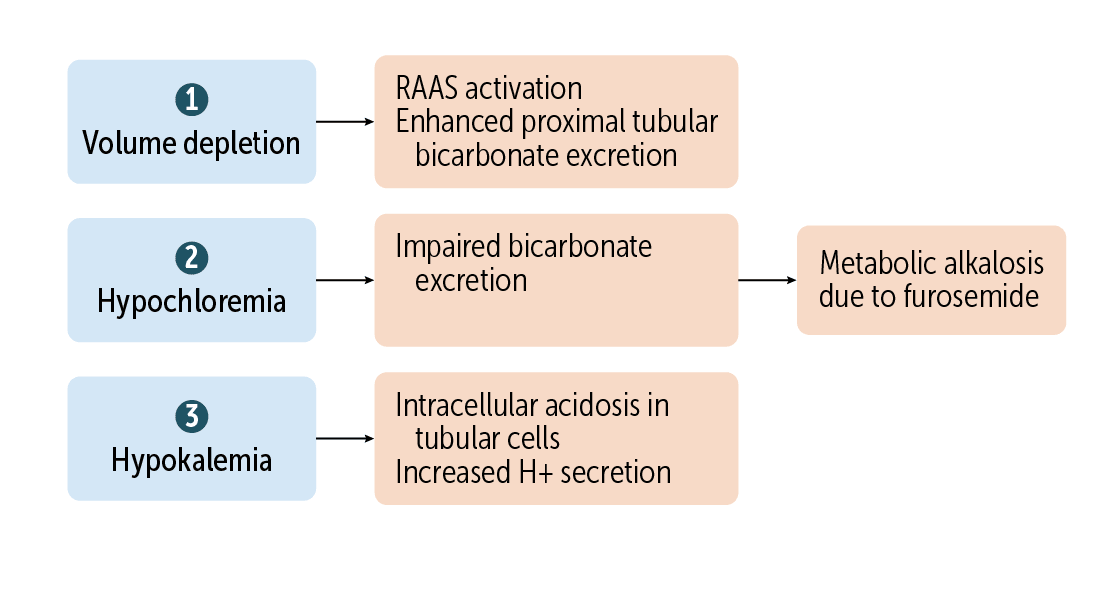 1
Volume depletion
RAAS activation
Enhanced proximal tubular
bicarbonate excretion
2
Hypochloremia
Impaired bicarbonate
excretion
Metabolic alkalosis
due to furosemide
3
Hypokalemia
Intracellular acidosis in
tubular cells
Increased H+ secretion